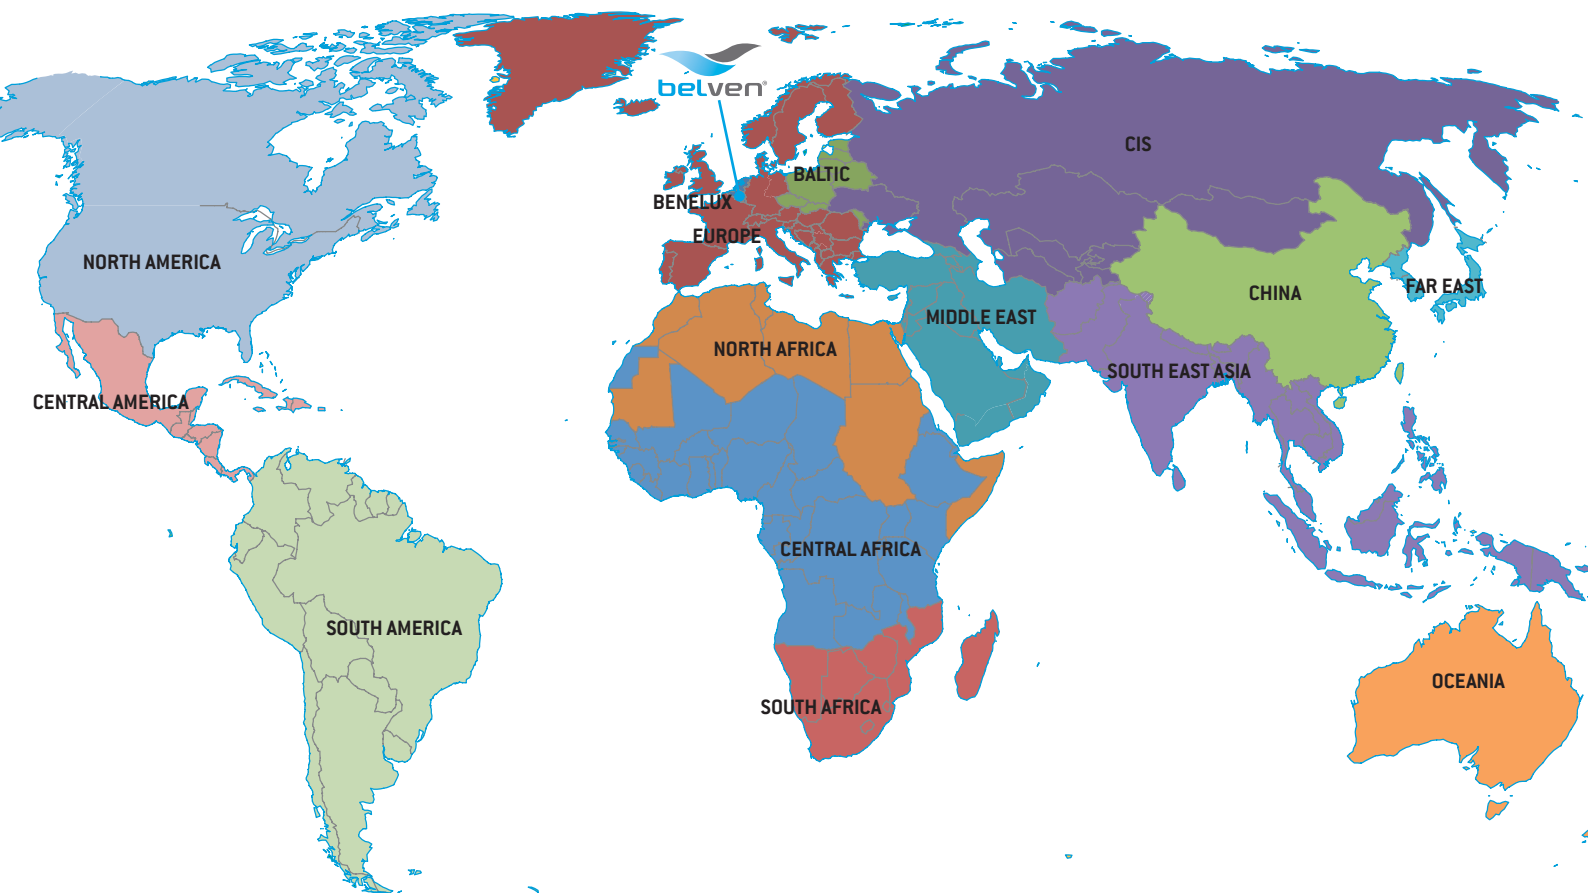 belven®
CIS
BALTIC
BENELUX
EUROPE
NORTH AMERICA
CHINA
FAR EAST
MIDDLE EAST
NORTH AFRICA
SOUTH EAST ASIA
CENTRAL AMERICA
CENTRAL AFRICA
SOUTH AMERICA
OCEANIA
SOUTH AFRICA